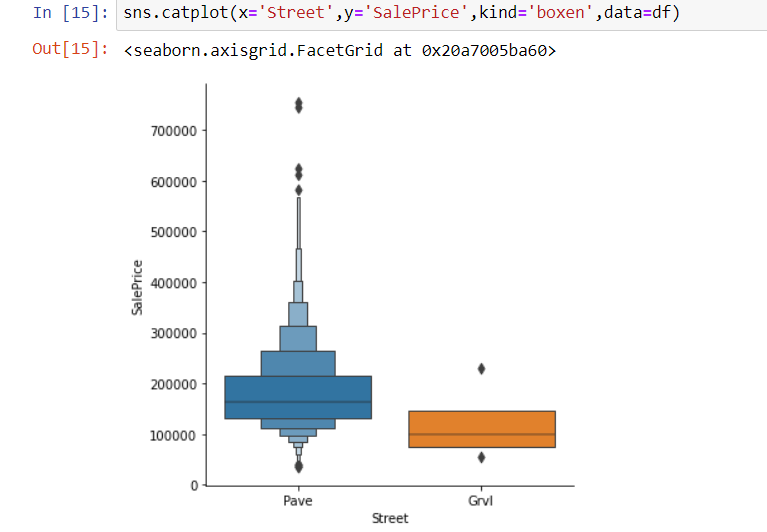 In [15]: sns.catplot(x='Street',y='SalePrice',kind='boxen',data=df)
Out[15]: <seaborn.axisgrid.FacetGrid at 0x20a7005ba60>
700000
600000
500000
400000
300000
200000
100000
0
SalePrice
Pave Grvl
Street